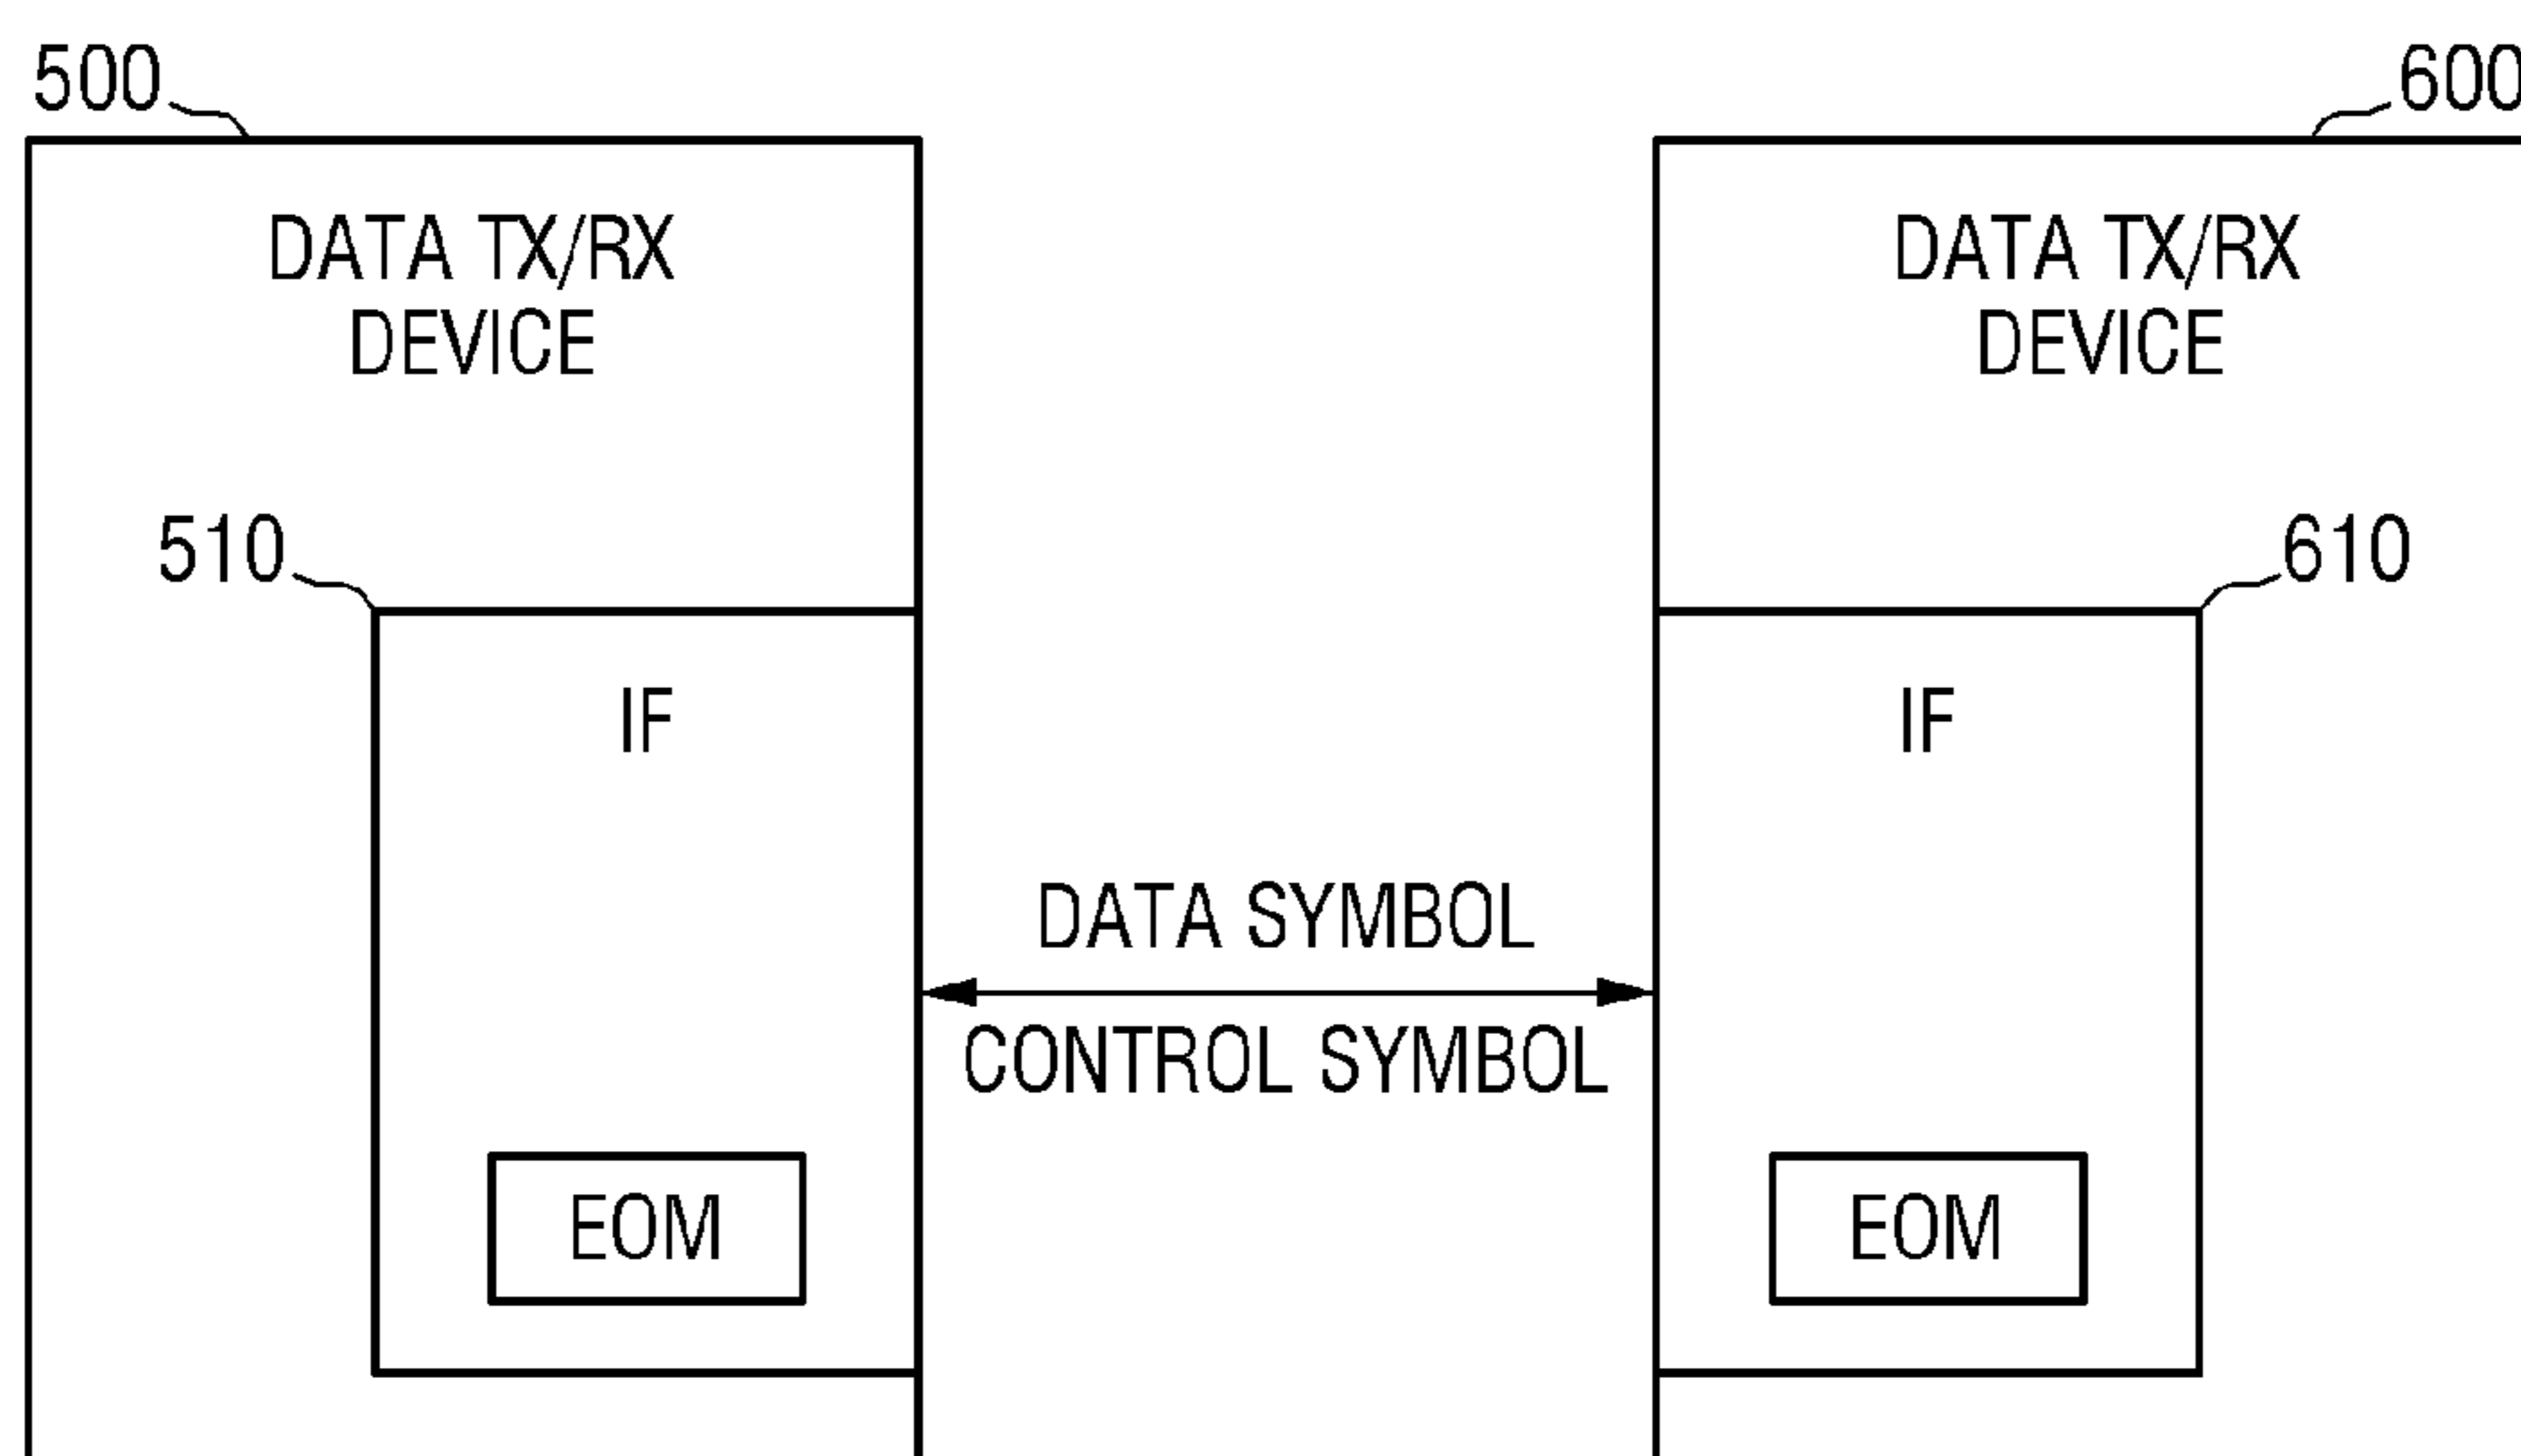 500
600
DATA TX/RX
DEVICE
DATA TX/RX
DEVICE
510
610
IF
IF
DATA SYMBOL
CONTROL SYMBOL
EOM
EOM